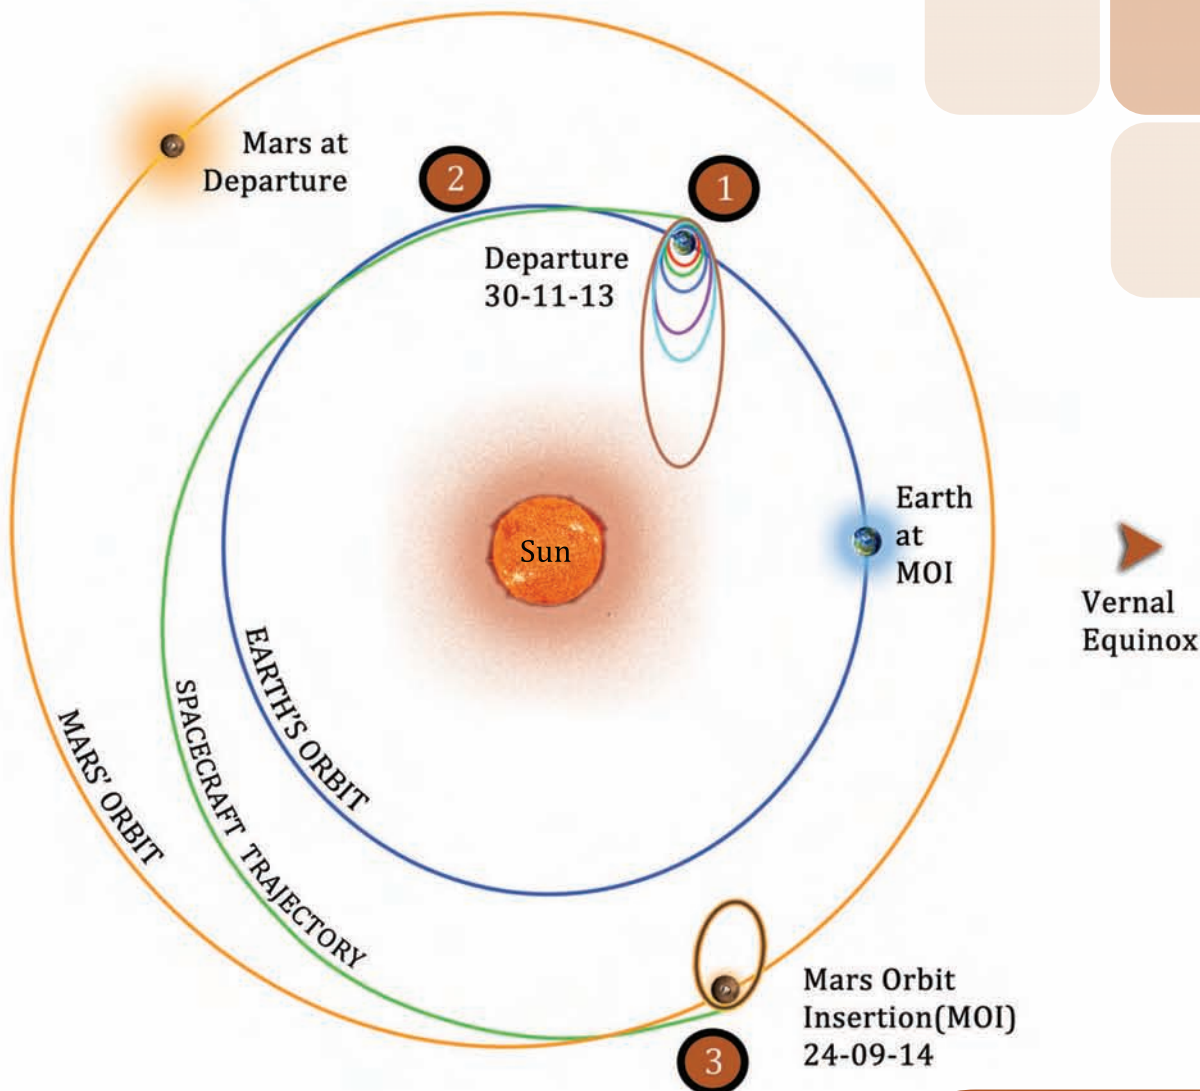 Mars at
Departure
2
1
Departure
30-11-13
Sun
Earth
at
MOI
Vernal
Equinox
EARTH'S ORBIT
SPACECRAFT TRAJECTORY
MARS' ORBIT
Mars Orbit
Insertion(MOI)
24-09-14
3